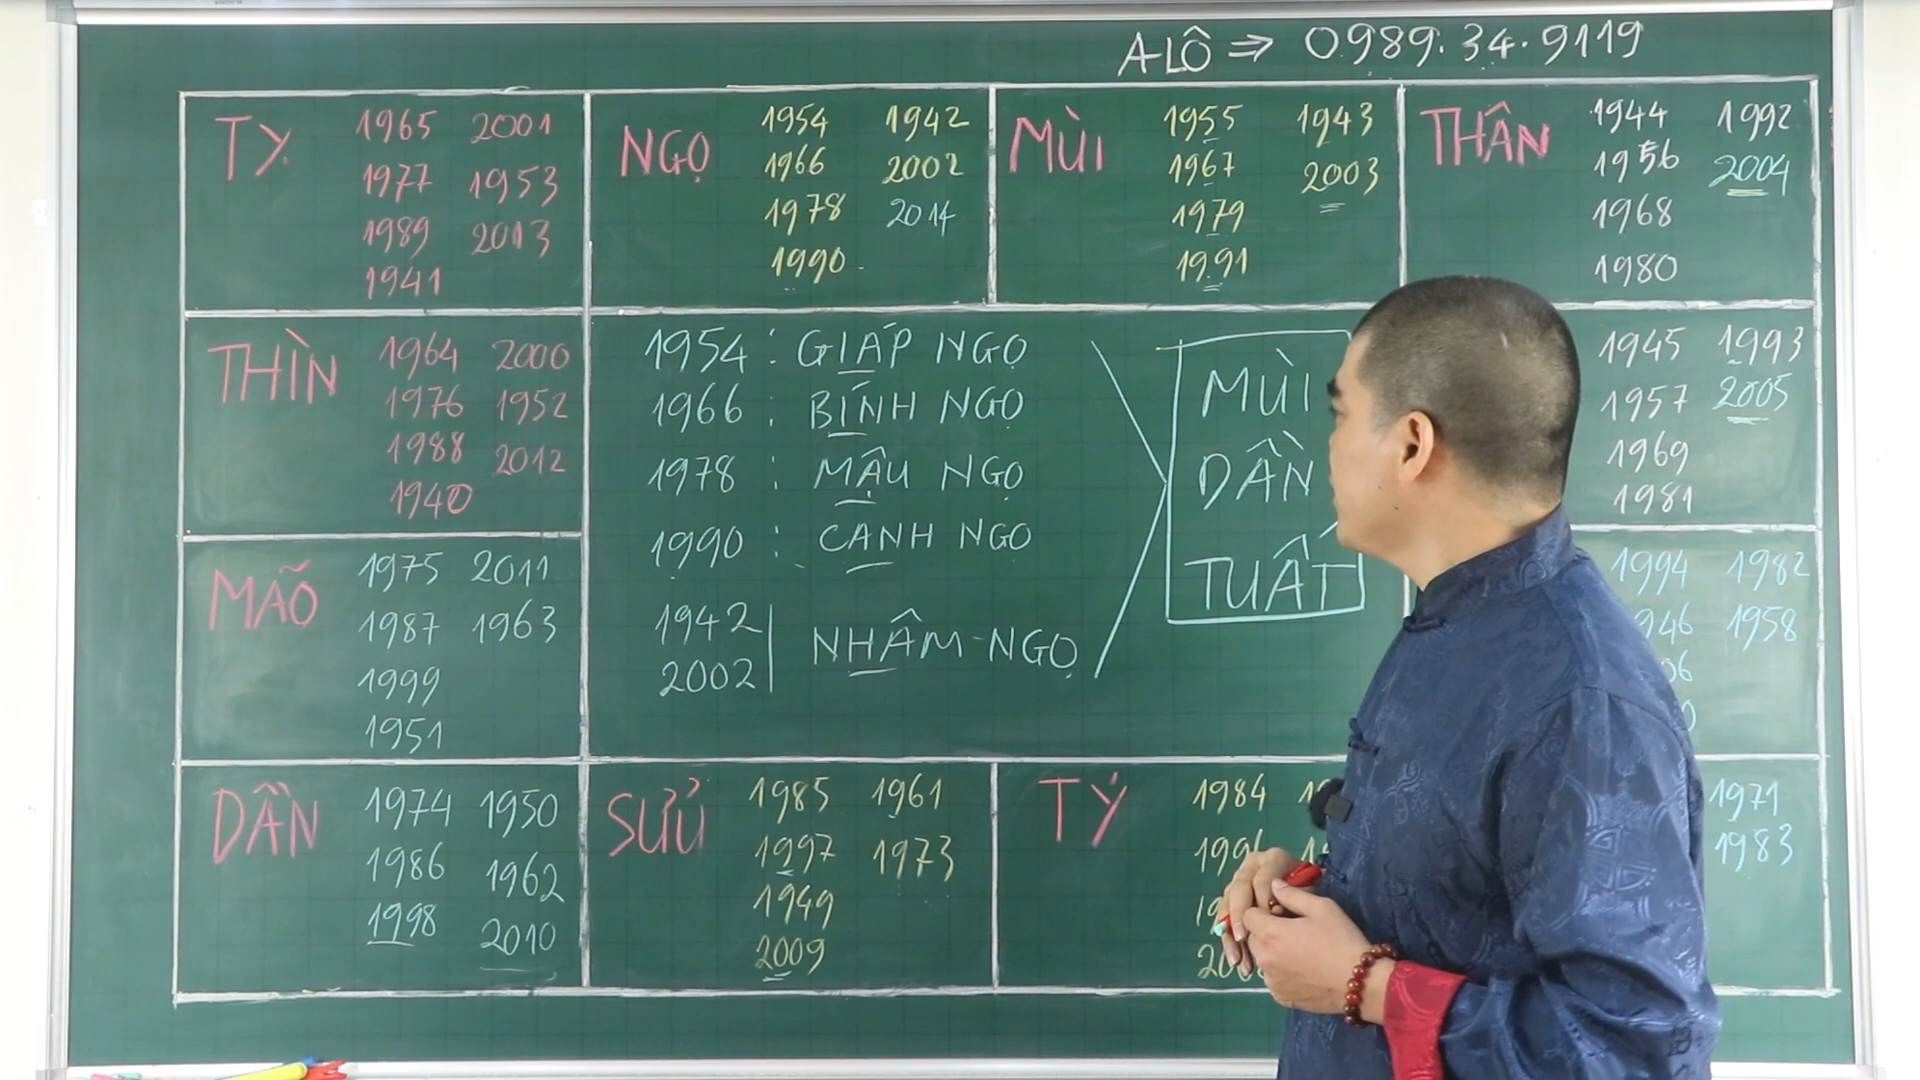 A-LÔ ⇒ 0989.34.9119
TỴ
1965 2001
1977 1953
1989 2013
1941
NGỌ
1954 1942
1966 2002
1978 2014
1990
MÙI
1955 1943
1967 2003
1979
1991
THÂN
1944 1992
1956 2004
1968
1980
THÌN
1964 2000
1976 1952
1988 2012
1940
1954 : GIÁP NGỌ
1966 : BÍNH NGỌ
1978 : MẬU NGỌ
1990 : CANH NGỌ
1942
2002
NHÂM-NGỌ
MÙI
DẦN
TUẤT
1945 1993
1957 2005
1969
1981
MÃO
1975 2011
1987 1963
1999
1951
1994 1982
946 1958
DẦN
1974 1950
1986 1962
1998 2010
SỬU
1985 1961
1997 1973
1949
2009
TÝ
1984
1971
1983